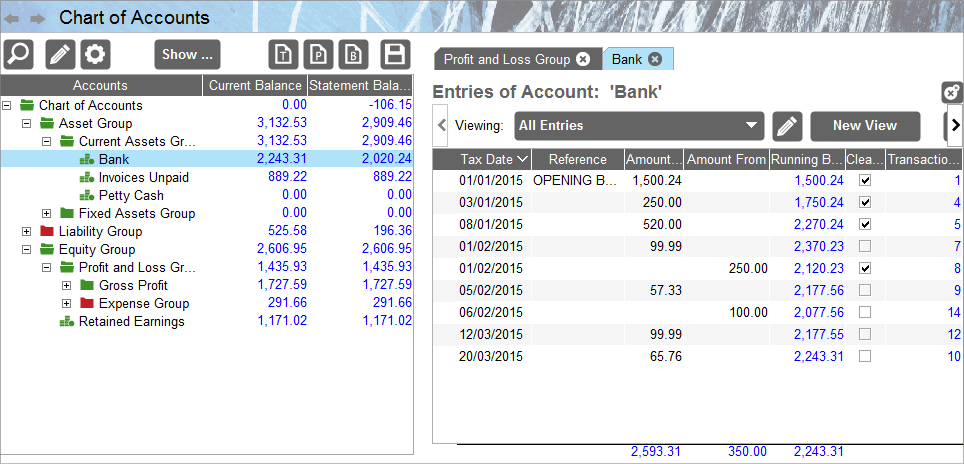 Chart of Accounts
Show ...
T P B
Accounts Current Balance Statement Bala...
Chart of Accounts 0.00 -106.15
Asset Group 3,132.53 2,909.46
Current Assets Gr... 3,132.53 2,909.46
Bank 2,243.31 2,020.24
Invoices Unpaid 889.22 889.22
Petty Cash 0.00 0.00
Fixed Assets Group 0.00 0.00
Liability Group 525.58 196.36
Equity Group 2,606.95 2,606.95
Profit and Loss Gr... 1,435.93 1,435.93
Gross Profit 1,727.59 1,727.59
Expense Group 291.66 291.66
Retained Earnings 1,171.02 1,171.02
Profit and Loss Group Bank
Entries of Account: 'Bank'
Viewing: All Entries New View
Tax Date Reference Amount... Amount From Running B... Clea... Transactio...
01/01/2015 OPENING B... 1,500.24 1,500.24 1
03/01/2015 250.00 1,750.24 4
08/01/2015 520.00 2,270.24 5
01/02/2015 99.99 2,370.23 7
01/02/2015 250.00 2,120.23 8
05/02/2015 57.33 2,177.56 9
06/02/2015 100.00 2,077.56 14
12/03/2015 99.99 2,177.55 12
20/03/2015 65.76 2,243.31 10
2,593.31 350.00 2,243.31